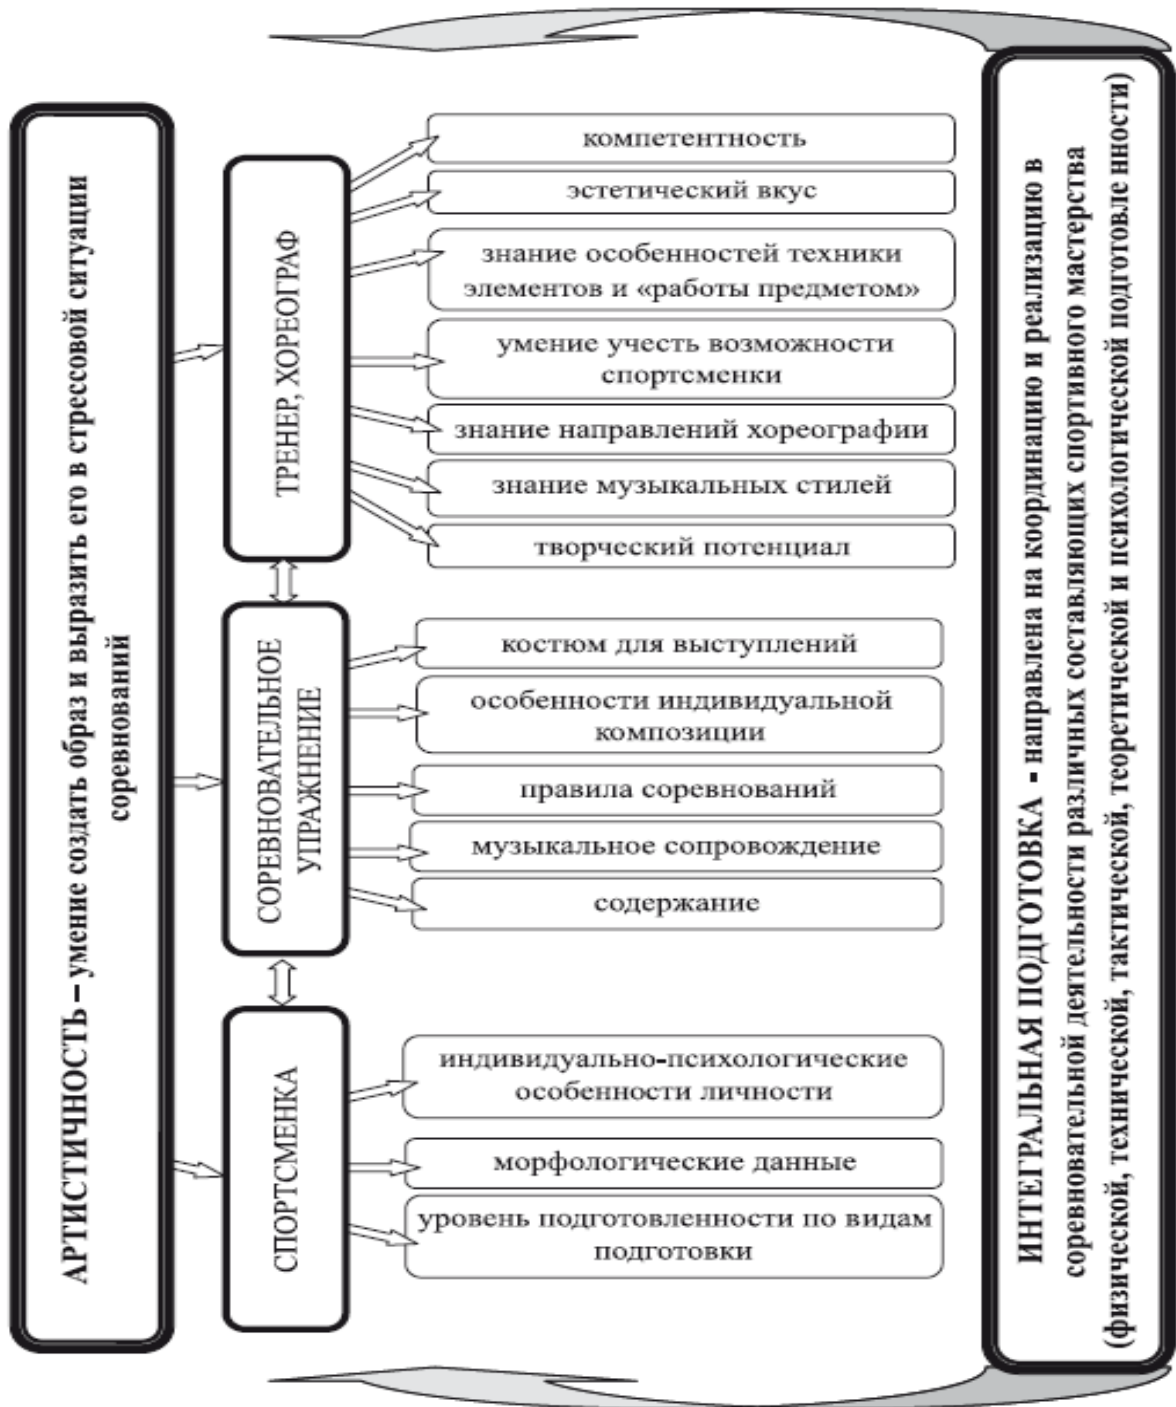 АРТИСТИЧНОСТЬ – умение создать образ и выразить его в стрессовой ситуации
соревнований
СПОРТСМЕНКА
уровень подготовленности по видам
подготовки
морфологические данные
индивидуально-психологические
особенности личности
СОРЕВНОВАТЕЛЬНОЕ
УПРАЖНЕНИЕ
содержание
музыкальное сопровождение
правила соревнований
особенности индивидуальной
композиции
костюм для выступлений
ТРЕНЕР, ХОРЕОГРАФ
творческий потенциал
знание музыкальных стилей
знание направлений хореографии
умение учесть возможности
спортсменки
знание особенностей техники
элементов и «работы предметом»
эстетический вкус
компетентность
ИНТЕГРАЛЬНАЯ ПОДГОТОВКА - направлена на координацию и реализацию в
соревновательной деятельности различных составляющих спортивного мастерства
(физической, технической, тактической, теоретической и психологической подготовле нности)